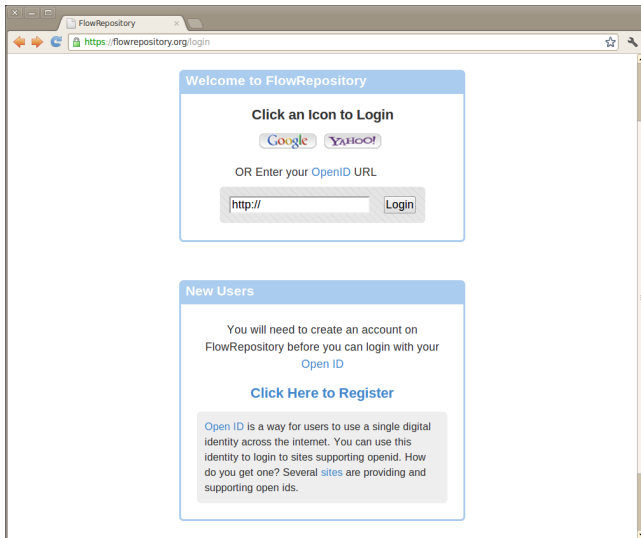 FlowRepository
https://flowrepository.org/login
Welcome to FlowRepository
Click an Icon to Login
Google YAHOO!
OR Enter your OpenID URL
http:// Login
New Users
You will need to create an account on
FlowRepository before you can login with your
Open ID
Click Here to Register
Open ID is a way for users to use a single digital
identity across the internet. You can use this
identity to login to sites supporting openid. How
do you get one? Several sites are providing and
supporting open ids.